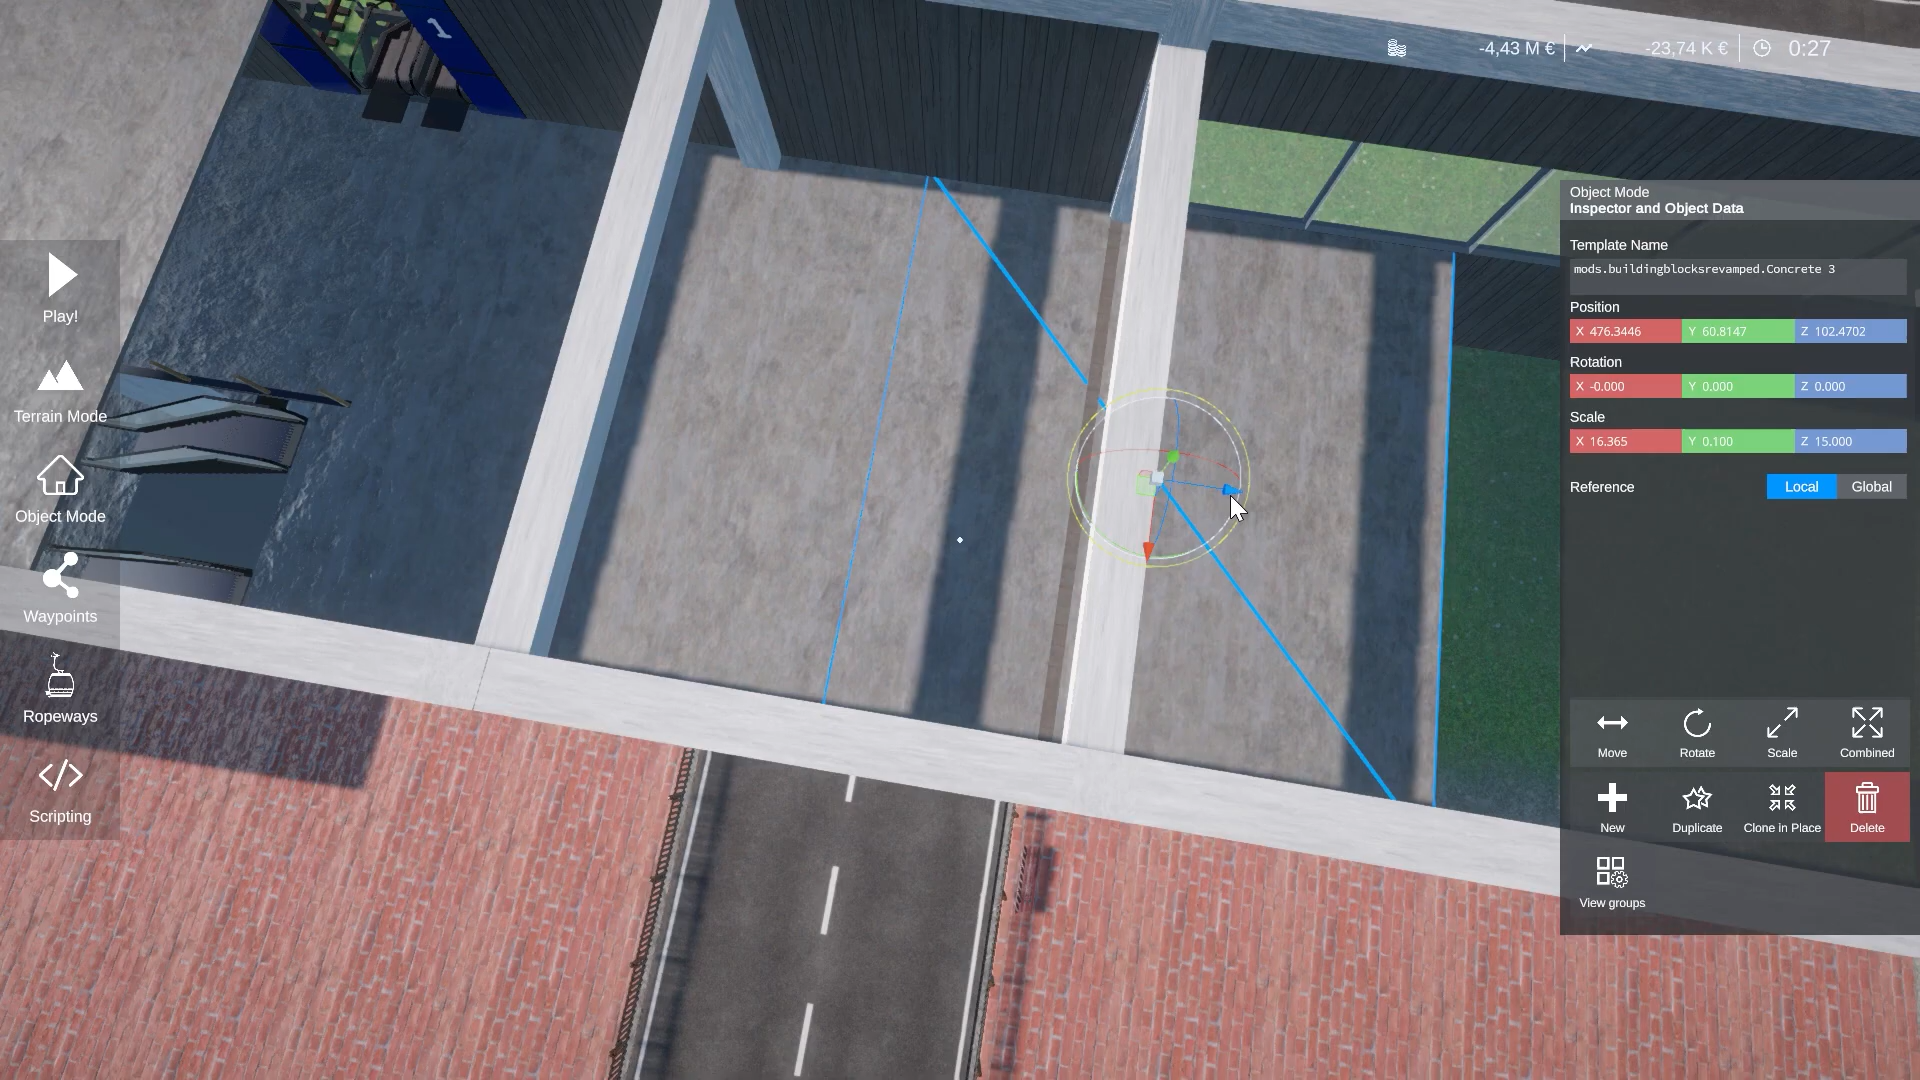 1
-4,43 M €
-23,74 K €
0:27
Object Mode
Inspector and Object Data
Template Name
mods.buildingblocksrevamped.Concrete 3
Position
X 476.3446 Y 60.8147 Z 102.4702
Rotation
X -0.000 Y 0.000 Z 0.000
Scale
X 16.365 Y 0.100 Z 15.000
Reference Local Global
Play!
Terrain Mode
Object Mode
Waypoints
Ropeways
Scripting
Move Rotate Scale Combined
New Duplicate Clone in Place Delete
View groups